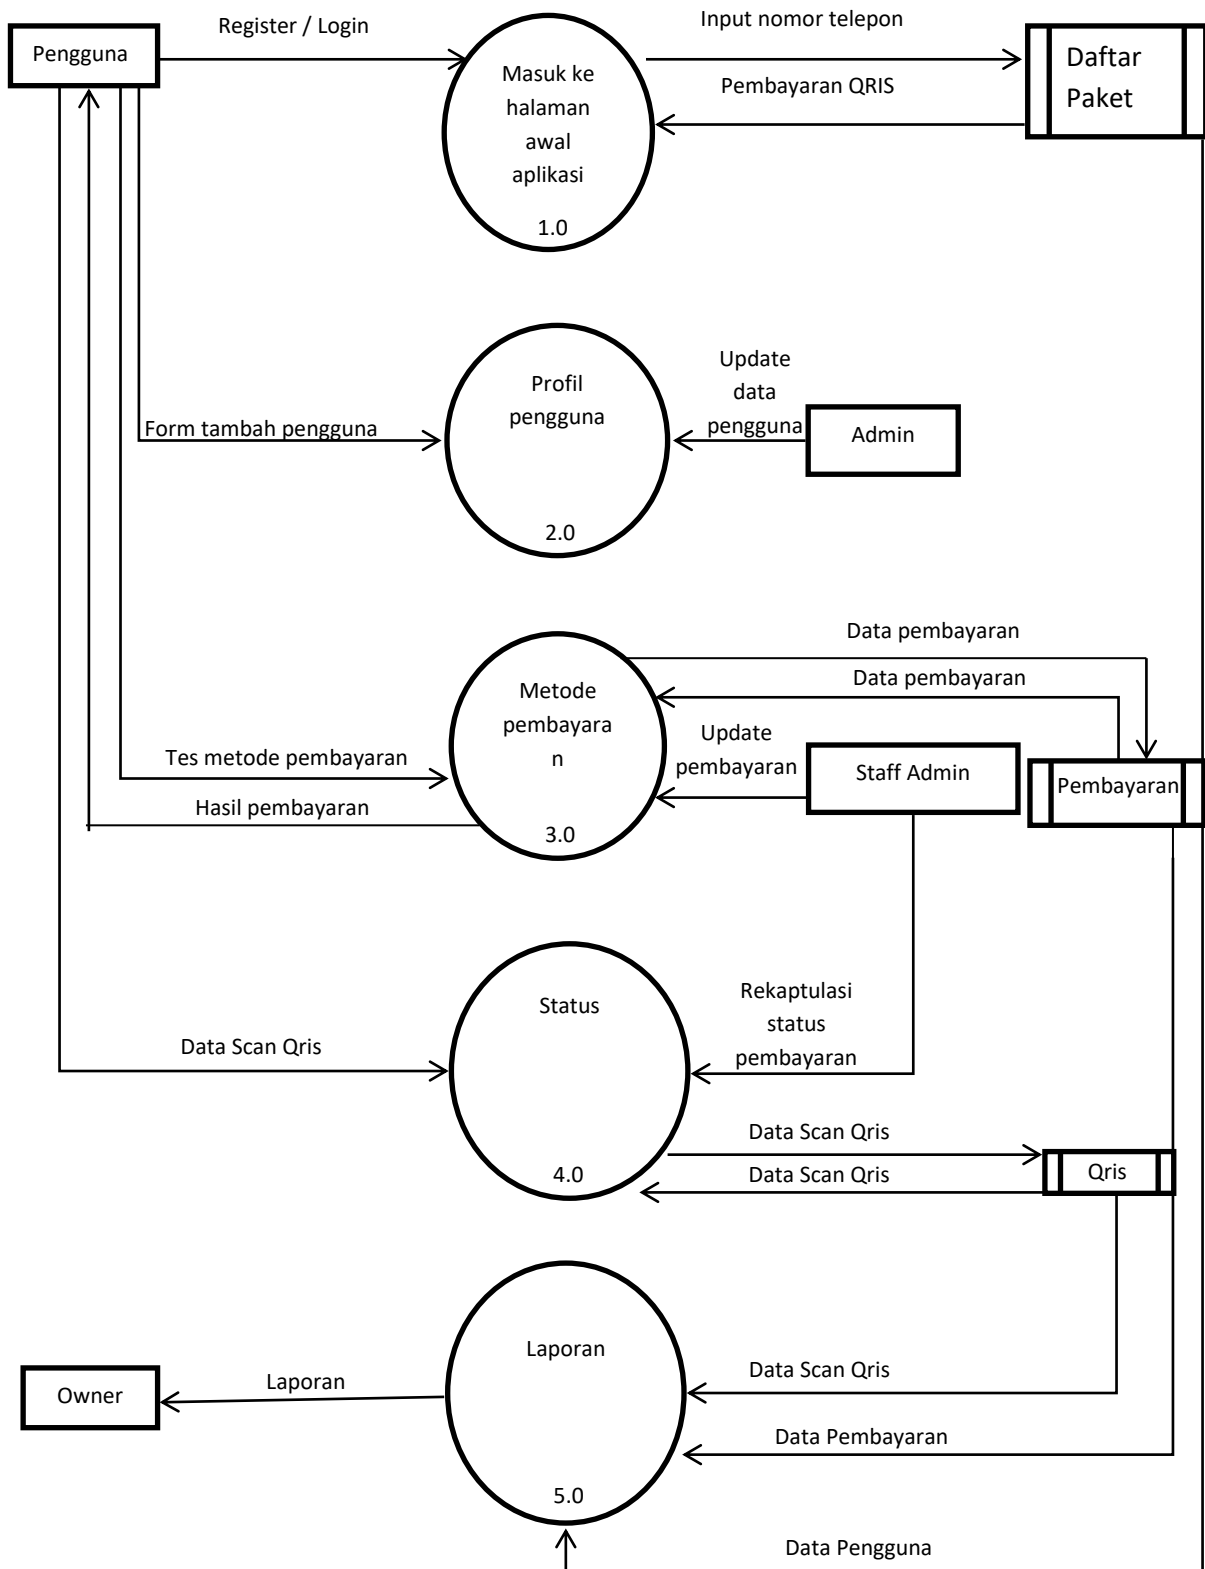 Register / Login
Input nomor telepon
Pengguna
Masuk ke
halaman
awal
aplikasi
1.0
Pembayaran QRIS
Daftar
Paket
Profil
pengguna
2.0
Update
data
pengguna
Form tambah pengguna
Admin
Data pembayaran
Data pembayaran
Metode
pembayara
n
3.0
Update
pembayaran
Tes metode pembayaran
Staff Admin
Pembayaran
Hasil pembayaran
Status
4.0
Rekaptulasi
status
pembayaran
Data Scan Qris
Data Scan Qris
Data Scan Qris
Qris
Laporan
5.0
Data Scan Qris
Laporan
Owner
Data Pembayaran
Data Pengguna